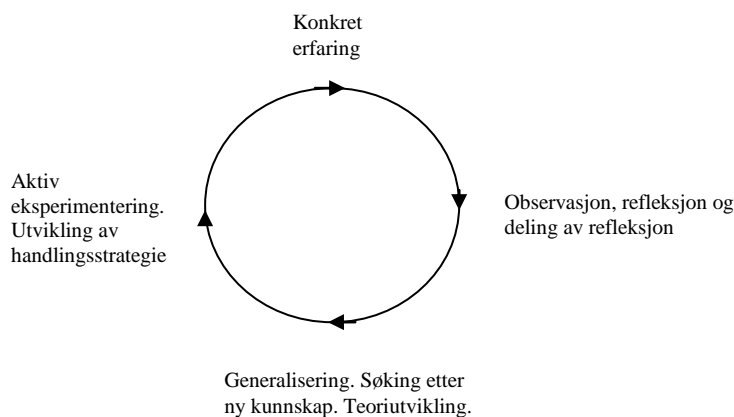 Konkret
erfaring
Observasjon, refleksjon og
deling av refleksjon
Generalisering. Søking etter
ny kunnskap. Teoriutvikling.
Aktiv
eksperimentering.
Utvikling av
handlingsstrategie